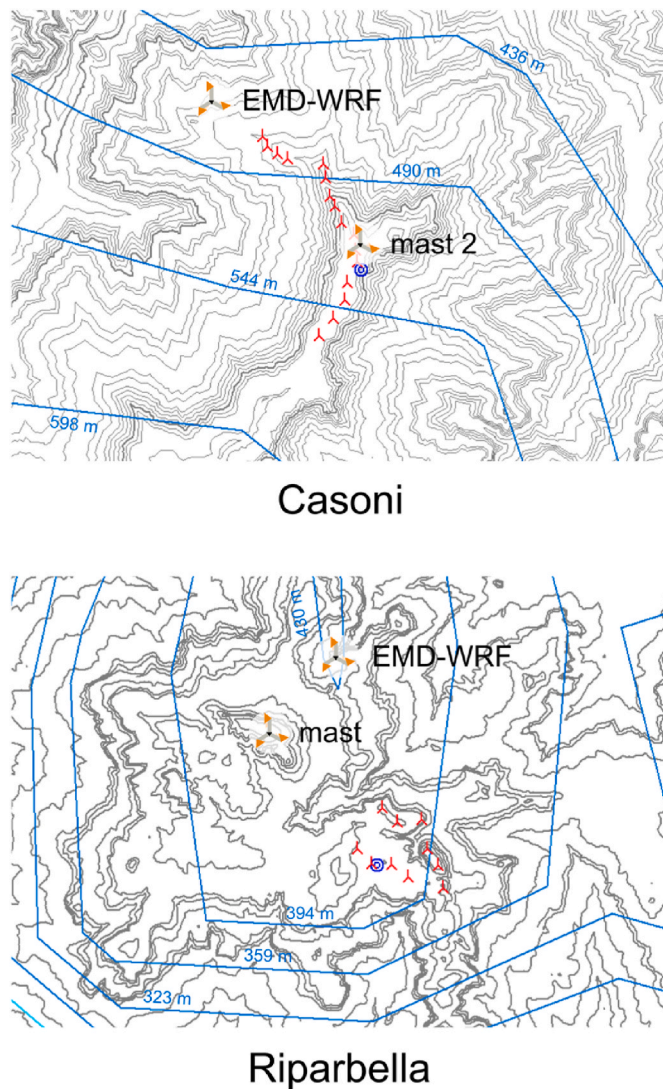 436 m
EMD-WRF
490 m
mast 2
544 m
598 m
Casoni
430 m
EMD-WRF
mast
394 m
359 m
323 m
Riparbella